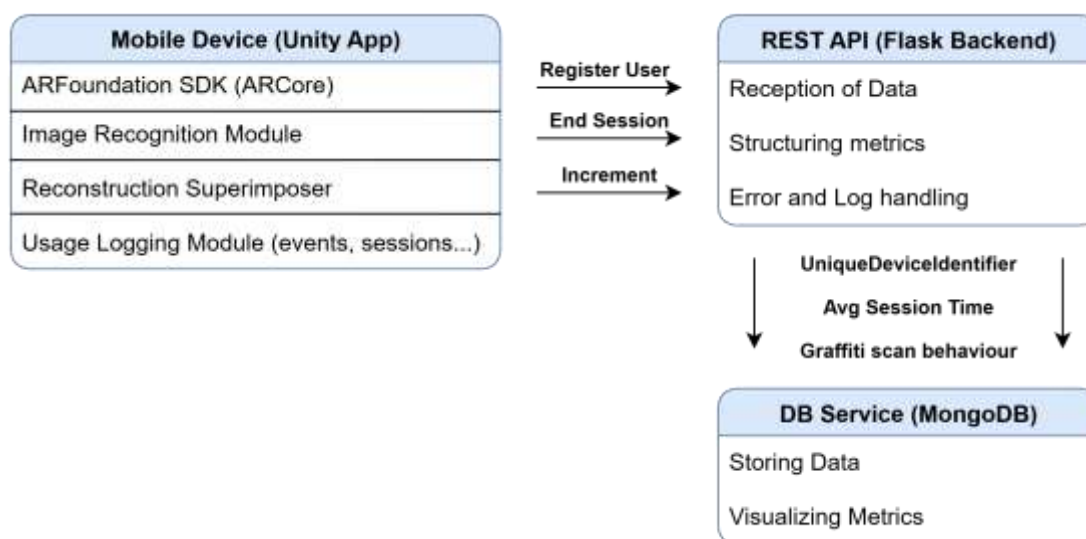 Mobile Device (Unity App)
ARFoundation SDK (ARCore)
Image Recognition Module
Reconstruction Superimposer
Usage Logging Module (events, sessions...)
Register User
End Session
Increment
REST API (Flask Backend)
Reception of Data
Structuring metrics
Error and Log handling
UniqueDeviceIdentifier
Avg Session Time
Graffiti scan behaviour
DB Service (MongoDB)
Storing Data
Visualizing Metrics